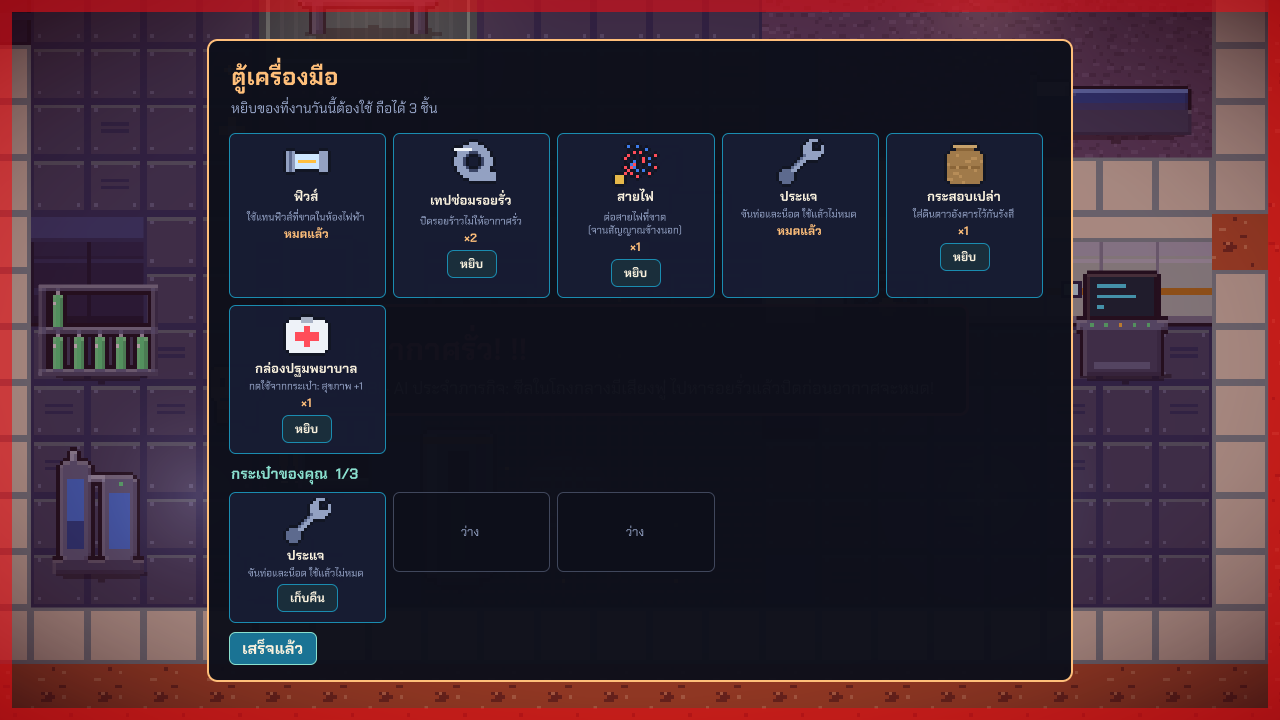 ตู้เครื่องมือ
หยิบของที่งานวันนี้ต้องใช้ ถือได้ 3 ชิ้น
ฟิวส์
ใช้แทนฟิวส์ที่ขาดในห้องไฟฟ้า
หมดแล้ว
เทปซ่อมรอยรั่ว
ปิดรอยร้าวไม่ให้อากาศรั่ว
×2
หยิบ
สายไฟ
ต่อสายไฟที่ขาด
(จานสัญญาณข้างนอก)
×1
หยิบ
ประแจ
ขันท่อและน็อต ใช้แล้วไม่หมด
หมดแล้ว
กระสอบเปล่า
ใส่ดินดาวอังคารไว้กันรังสี
×1
หยิบ
กล่องปฐมพยาบาล
กดใช้จากกระเป๋า: สุขภาพ +1
×1
หยิบ
กระเป๋าของคุณ 1/3
ประแจ
ขันท่อและน็อต ใช้แล้วไม่หมด
เก็บคืน
ว่าง
ว่าง
เสร็จแล้ว